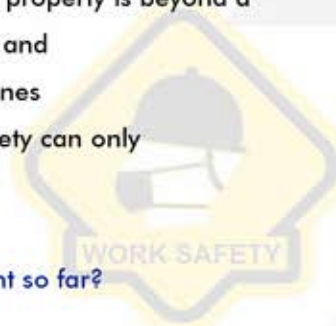 property is beyond a
and
nes
ety can only
WORK SAFETY
nt so far?